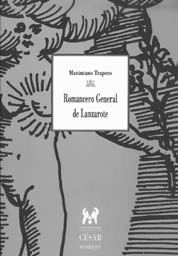 Maximiano Trapero
Romancero General
de Lanzarote
CÉSAR
MANRIQUE